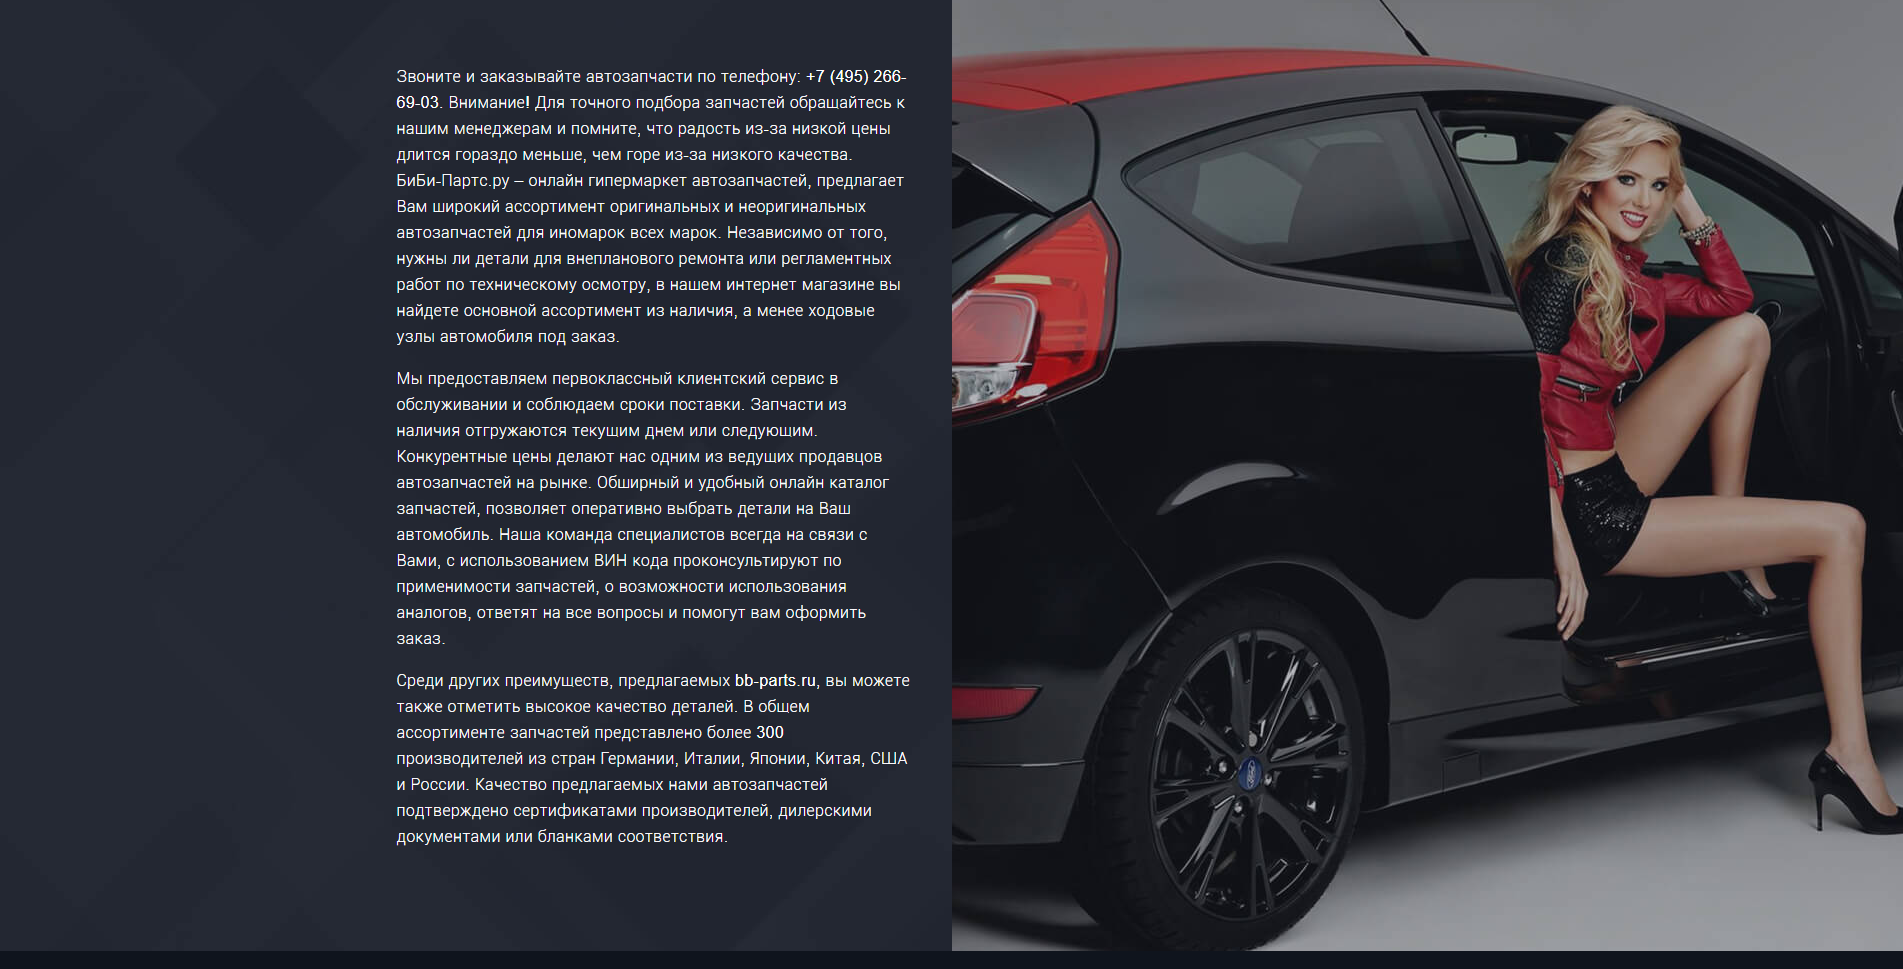 Звоните и заказывайте автозапчасти по телефону: +7 (495) 266-
69-03. Внимание! Для точного подбора запчастей обращайтесь к
нашим менеджерам и помните, что радость из-за низкой цены
длится гораздо меньше, чем горе из-за низкого качества.
БиБи-Партс.ру – онлайн гипермаркет автозапчастей, предлагает
Вам широкий ассортимент оригинальных и неоригинальных
автозапчастей для иномарок всех марок. Независимо от того,
нужны ли детали для внепланового ремонта или регламентных
работ по техническому осмотру, в нашем интернет магазине вы
найдете основной ассортимент из наличия, а менее ходовые
узлы автомобиля под заказ.
Мы предоставляем первоклассный клиентский сервис в
обслуживании и соблюдаем сроки поставки. Запчасти из
наличия отгружаются текущим днем или следующим.
Конкурентные цены делают нас одним из ведущих продавцов
автозапчастей на рынке. Обширный и удобный онлайн каталог
запчастей, позволяет оперативно выбрать детали на Ваш
автомобиль. Наша команда специалистов всегда на связи с
Вами, с использованием ВИН кода проконсультируют по
применимости запчастей, о возможности использования
аналогов, ответят на все вопросы и помогут вам оформить
заказ.
Среди других преимуществ, предлагаемых bb-parts.ru, вы можете
также отметить высокое качество деталей. В общем
ассортименте запчастей представлено более 300
производителей из стран Германии, Италии, Японии, Китая, США
и России. Качество предлагаемых нами автозапчастей
подтверждено сертификатами производителей, дилерскими
документами или бланками соответствия.
Ford